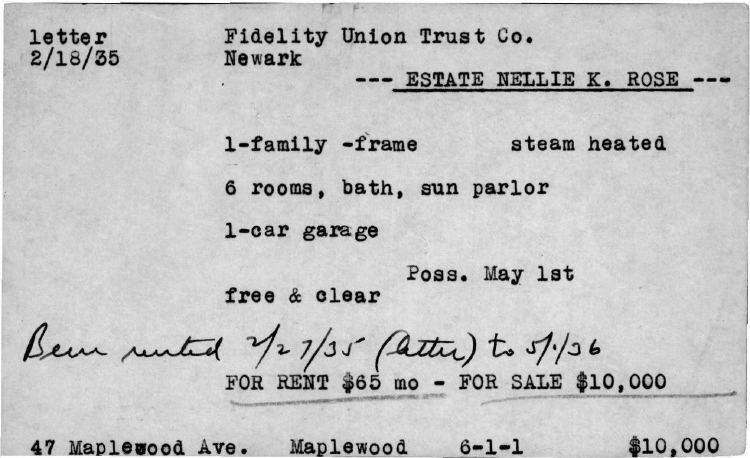 letter Fidelity Union Trust Co.
2/18/35 Newark
--- ESTATE NELLIE K. ROSE ---
1-family -frame steam heated
6 rooms, bath, sun parlor
1-car garage
Poss. May 1st
free & clear
Been rented 2/27/35 (letter) to 5/1/36
FOR RENT $65 mo - FOR SALE $10,000
47 Maplewood Ave. Maplewood 6-1-1 $10,000